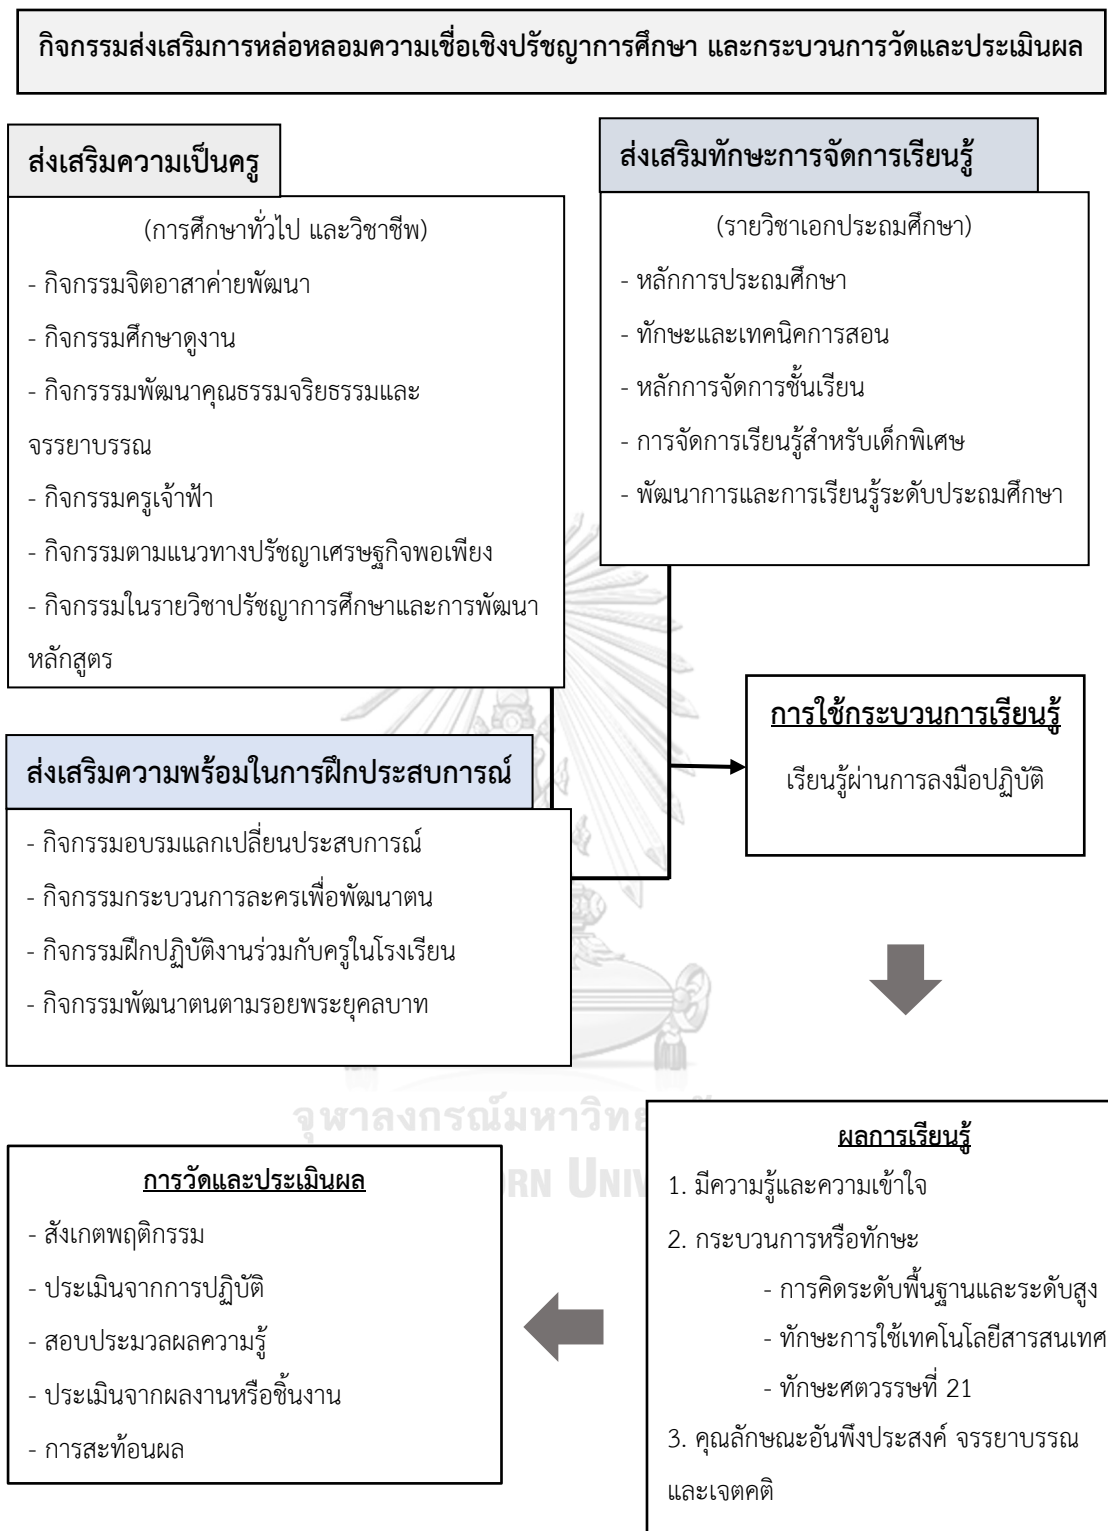 กิจกรรมส่งเสริมการหล่อหลอมความเชื่อเชิงปรัชญาการศึกษา และกระบวนการวัดและประเมินผล
ส่งเสริมความเป็นครู
(การศึกษาทั่วไป และวิชาชีพ)
- กิจกรรมจิตอาสาค่ายพัฒนา
- กิจกรรมศึกษาดูงาน
- กิจกรรรมพัฒนาคุณธรรมจริยธรรมและ
จรรยาบรรณ
- กิจกรรมครูเจ้าฟ้า
- กิจกรรมตามแนวทางปรัชญาเศรษฐกิจพอเพียง
- กิจกรรมในรายวิชาปรัชญาการศึกษาและการพัฒนา
หลักสูตร
ส่งเสริมทักษะการจัดการเรียนรู้
(รายวิชาเอกประถมศึกษา)
- หลักการประถมศึกษา
- ทักษะและเทคนิคการสอน
- หลักการจัดการชั้นเรียน
- การจัดการเรียนรู้สำหรับเด็กพิเศษ
- พัฒนาการและการเรียนรู้ระดับประถมศึกษา
ส่งเสริมความพร้อมในการฝึกประสบการณ์
- กิจกรรมอบรมแลกเปลี่ยนประสบการณ์
- กิจกรรมกระบวนการละครเพื่อพัฒนาตน
- กิจกรรมฝึกปฏิบัติงานร่วมกับครูในโรงเรียน
- กิจกรรมพัฒนาตนตามรอยพระยุคลบาท
การใช้กระบวนการเรียนรู้
เรียนรู้ผ่านการลงมือปฏิบัติ
ผลการเรียนรู้
1. มีความรู้และความเข้าใจ
2. กระบวนการหรือทักษะ
- การคิดระดับพื้นฐานและระดับสูง
- ทักษะการใช้เทคโนโลยีสารสนเทศ
- ทักษะศตวรรษที่ 21
3. คุณลักษณะอันพึงประสงค์ จรรยาบรรณ
และเจตคติ
การวัดและประเมินผล
- สังเกตพฤติกรรม
- ประเมินจากการปฏิบัติ
- สอบประมวลผลความรู้
- ประเมินจากผลงานหรือชิ้นงาน
- การสะท้อนผล
จุฬาลงกรณ์มหาวิทย